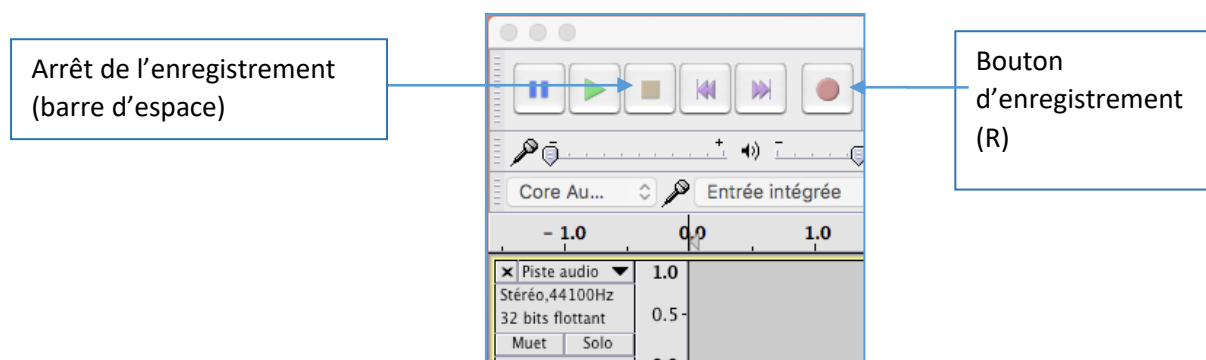 Arrêt de l’enregistrement
(barre d’espace)
Bouton
d’enregistrement
(R)
Core Au...
Entrée intégrée
- 1.0 0,0 1.0
Piste audio 1.0
Stéréo,44100Hz
32 bits flottant 0.5
Muet Solo